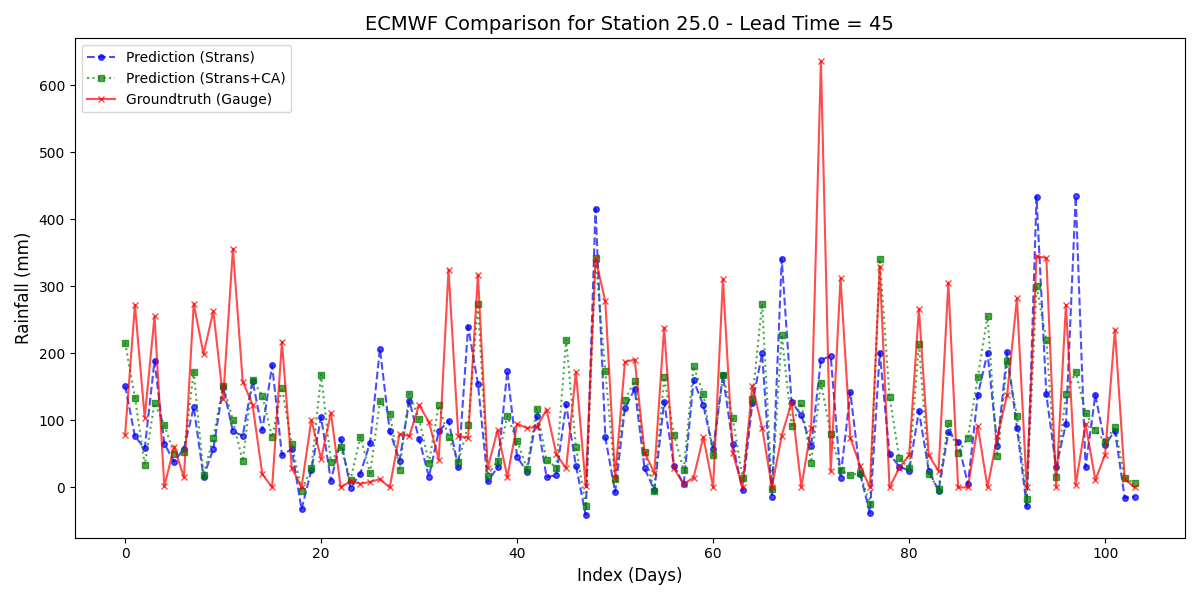 ECMWF Comparison for Station 25.0 - Lead Time = 45
Prediction (Strans)
Prediction (Strans+CA)
Groundtruth (Gauge)
Rainfall (mm)
600
500
400
300
200
100
0
0 20 40 60 80 100
Index (Days)